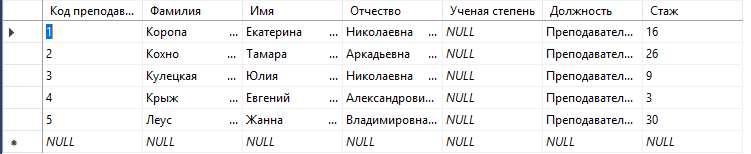 Код преподав... Фамилия Имя Отчество Ученая степень Должность Стаж
1 Коропа ... Екатерина ... Николаевна ... NULL Преподавател... 16
2 Кохно ... Тамара ... Аркадьевна ... NULL Преподавател... 26
3 Кулецкая ... Юлия ... Николаевна ... NULL Преподавател... 9
4 Крыж ... Евгений ... Александрови... NULL Преподавател... 3
5 Леус ... Жанна ... Владимировна... NULL Преподавател... 30
NULL NULL NULL NULL NULL NULL NULL